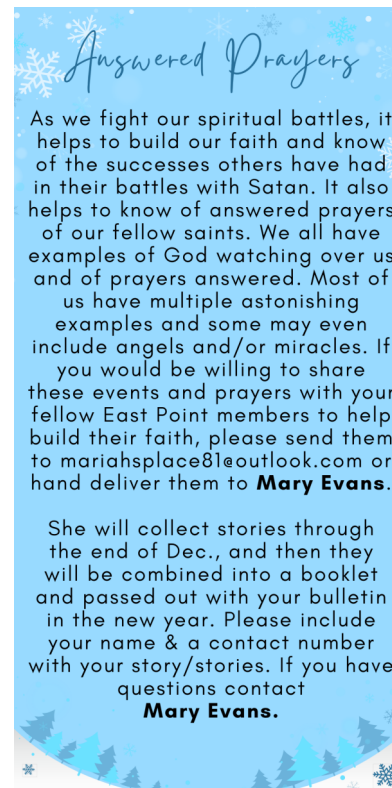 Answered Prayers
As we fight our spiritual battles, it
helps to build our faith and know
of the successes others have had
in their battles with Satan. It also
helps to know of answered prayers
of our fellow saints. We all have
examples of God watching over us
and of prayers answered. Most of
us have multiple astonishing
examples and some may even
include angels and/or miracles. If
you would be willing to share
these events and prayers with your
fellow East Point members to help
build their faith, please send them
to mariahsplace81@outlook.com or
hand deliver them to Mary Evans.
She will collect stories through
the end of Dec., and then they
will be combined into a booklet
and passed out with your bulletin
in the new year. Please include
your name & a contact number
with your story/stories. If you have
questions contact
Mary Evans.